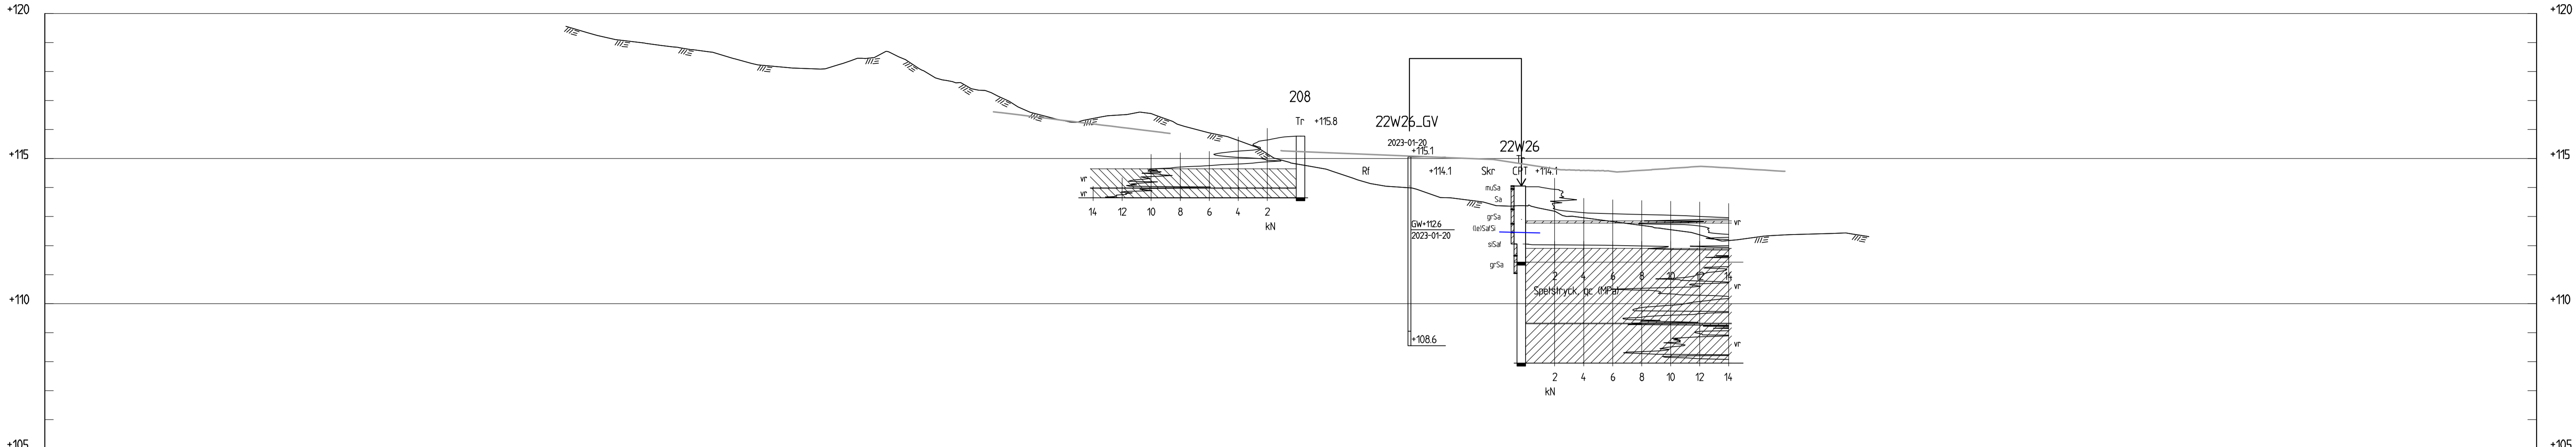 +120 +120
208
Tr +115.8
22W26_GV
2023-01-20
+115.1
22W26
Tr
+115 +115
Rf +114.1 Skr CPT +114.1
vr
vr
14 12 10 8 6 4 2
kN
muSa
Sa
grSa
(le)SafSi
siSaf
grSa
GW+112.6
2023-01-20
vr
2 4 6 8 10 12 14
Spetstryck, qc (MPa)
vr
+110 +110
+108.6
vr
2 4 6 8 10 12 14
kN
+105 +105